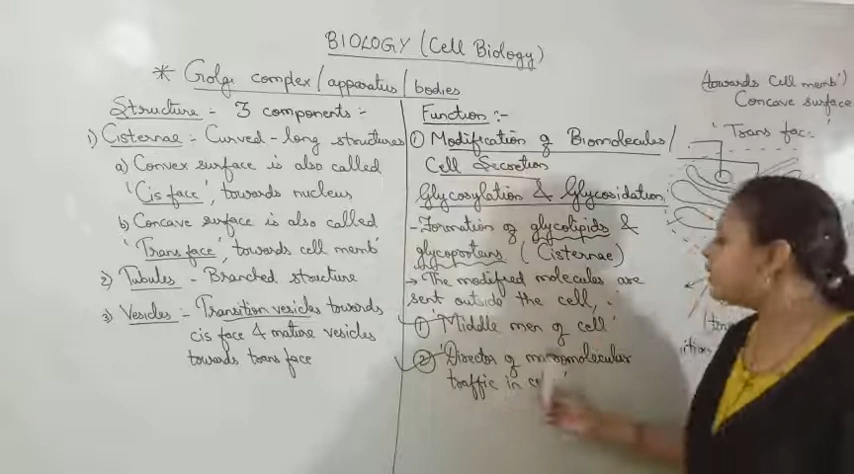 BIOLOGY (Cell Biology)
* Golgi complex / apparatus / bodies
Structure - 3 components :-
1) Cisternae :- Curved - long structures
a) Convex surface is also called
'Cis face', towards nucleus
b) Concave surface is also called
'Trans face', towards cell memb'
2) Tubules - Branched structure
3) Vesicles :- Transition vesicles towards
cis face & mature vesicles
towards trans face
Function :-
① Modification of Biomolecules /
Cell Secretion
Glycosylation & Glycosidation
- Formation of glycolipids &
glycoproteins (Cisternae)
→ The modified molecules are
sent outside the cell,
① 'Middle men of cell'
② 'Director of macromolecular
traffic in
(towards Cell memb')
Concave surface
'Trans fac